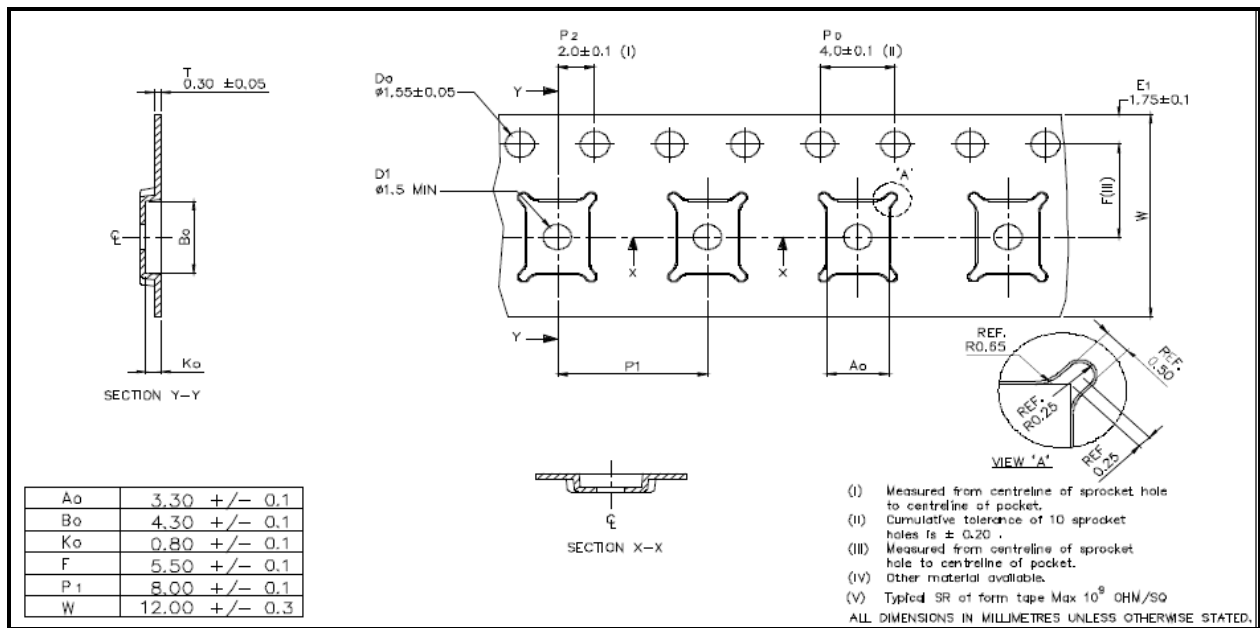 T
0.30 ±0.05
P2
2.0±0.1 (I)
P0
4.0±0.1 (II)
Do
ø1.55±0.05
Y
E1
1.75±0.1
D1
ø1.5 MIN
"A"
F(III)
W
℄
Bo
X
X
Y
Ko
P1
Ao
SECTION Y-Y
REF.
R0.65
REF.
0.50
REF.
R0.25
REF
0.25
VIEW "A"
℄
SECTION X-X
Ao 3.30 +/- 0.1
Bo 4.30 +/- 0.1
Ko 0.80 +/- 0.1
F 5.50 +/- 0.1
P1 8.00 +/- 0.1
W 12.00 +/- 0.3
(I) Measured from centreline of sprocket hole
to centreline of pocket.
(II) Cumulative tolerance of 10 sprocket
holes is ± 0.20 .
(III) Measured from centreline of sprocket
hole to centreline of pocket.
(IV) Other material available.
(V) Typical SR of form tape Max 10⁹ OHM/SQ
ALL DIMENSIONS IN MILLIMETRES UNLESS OTHERWISE STATED.